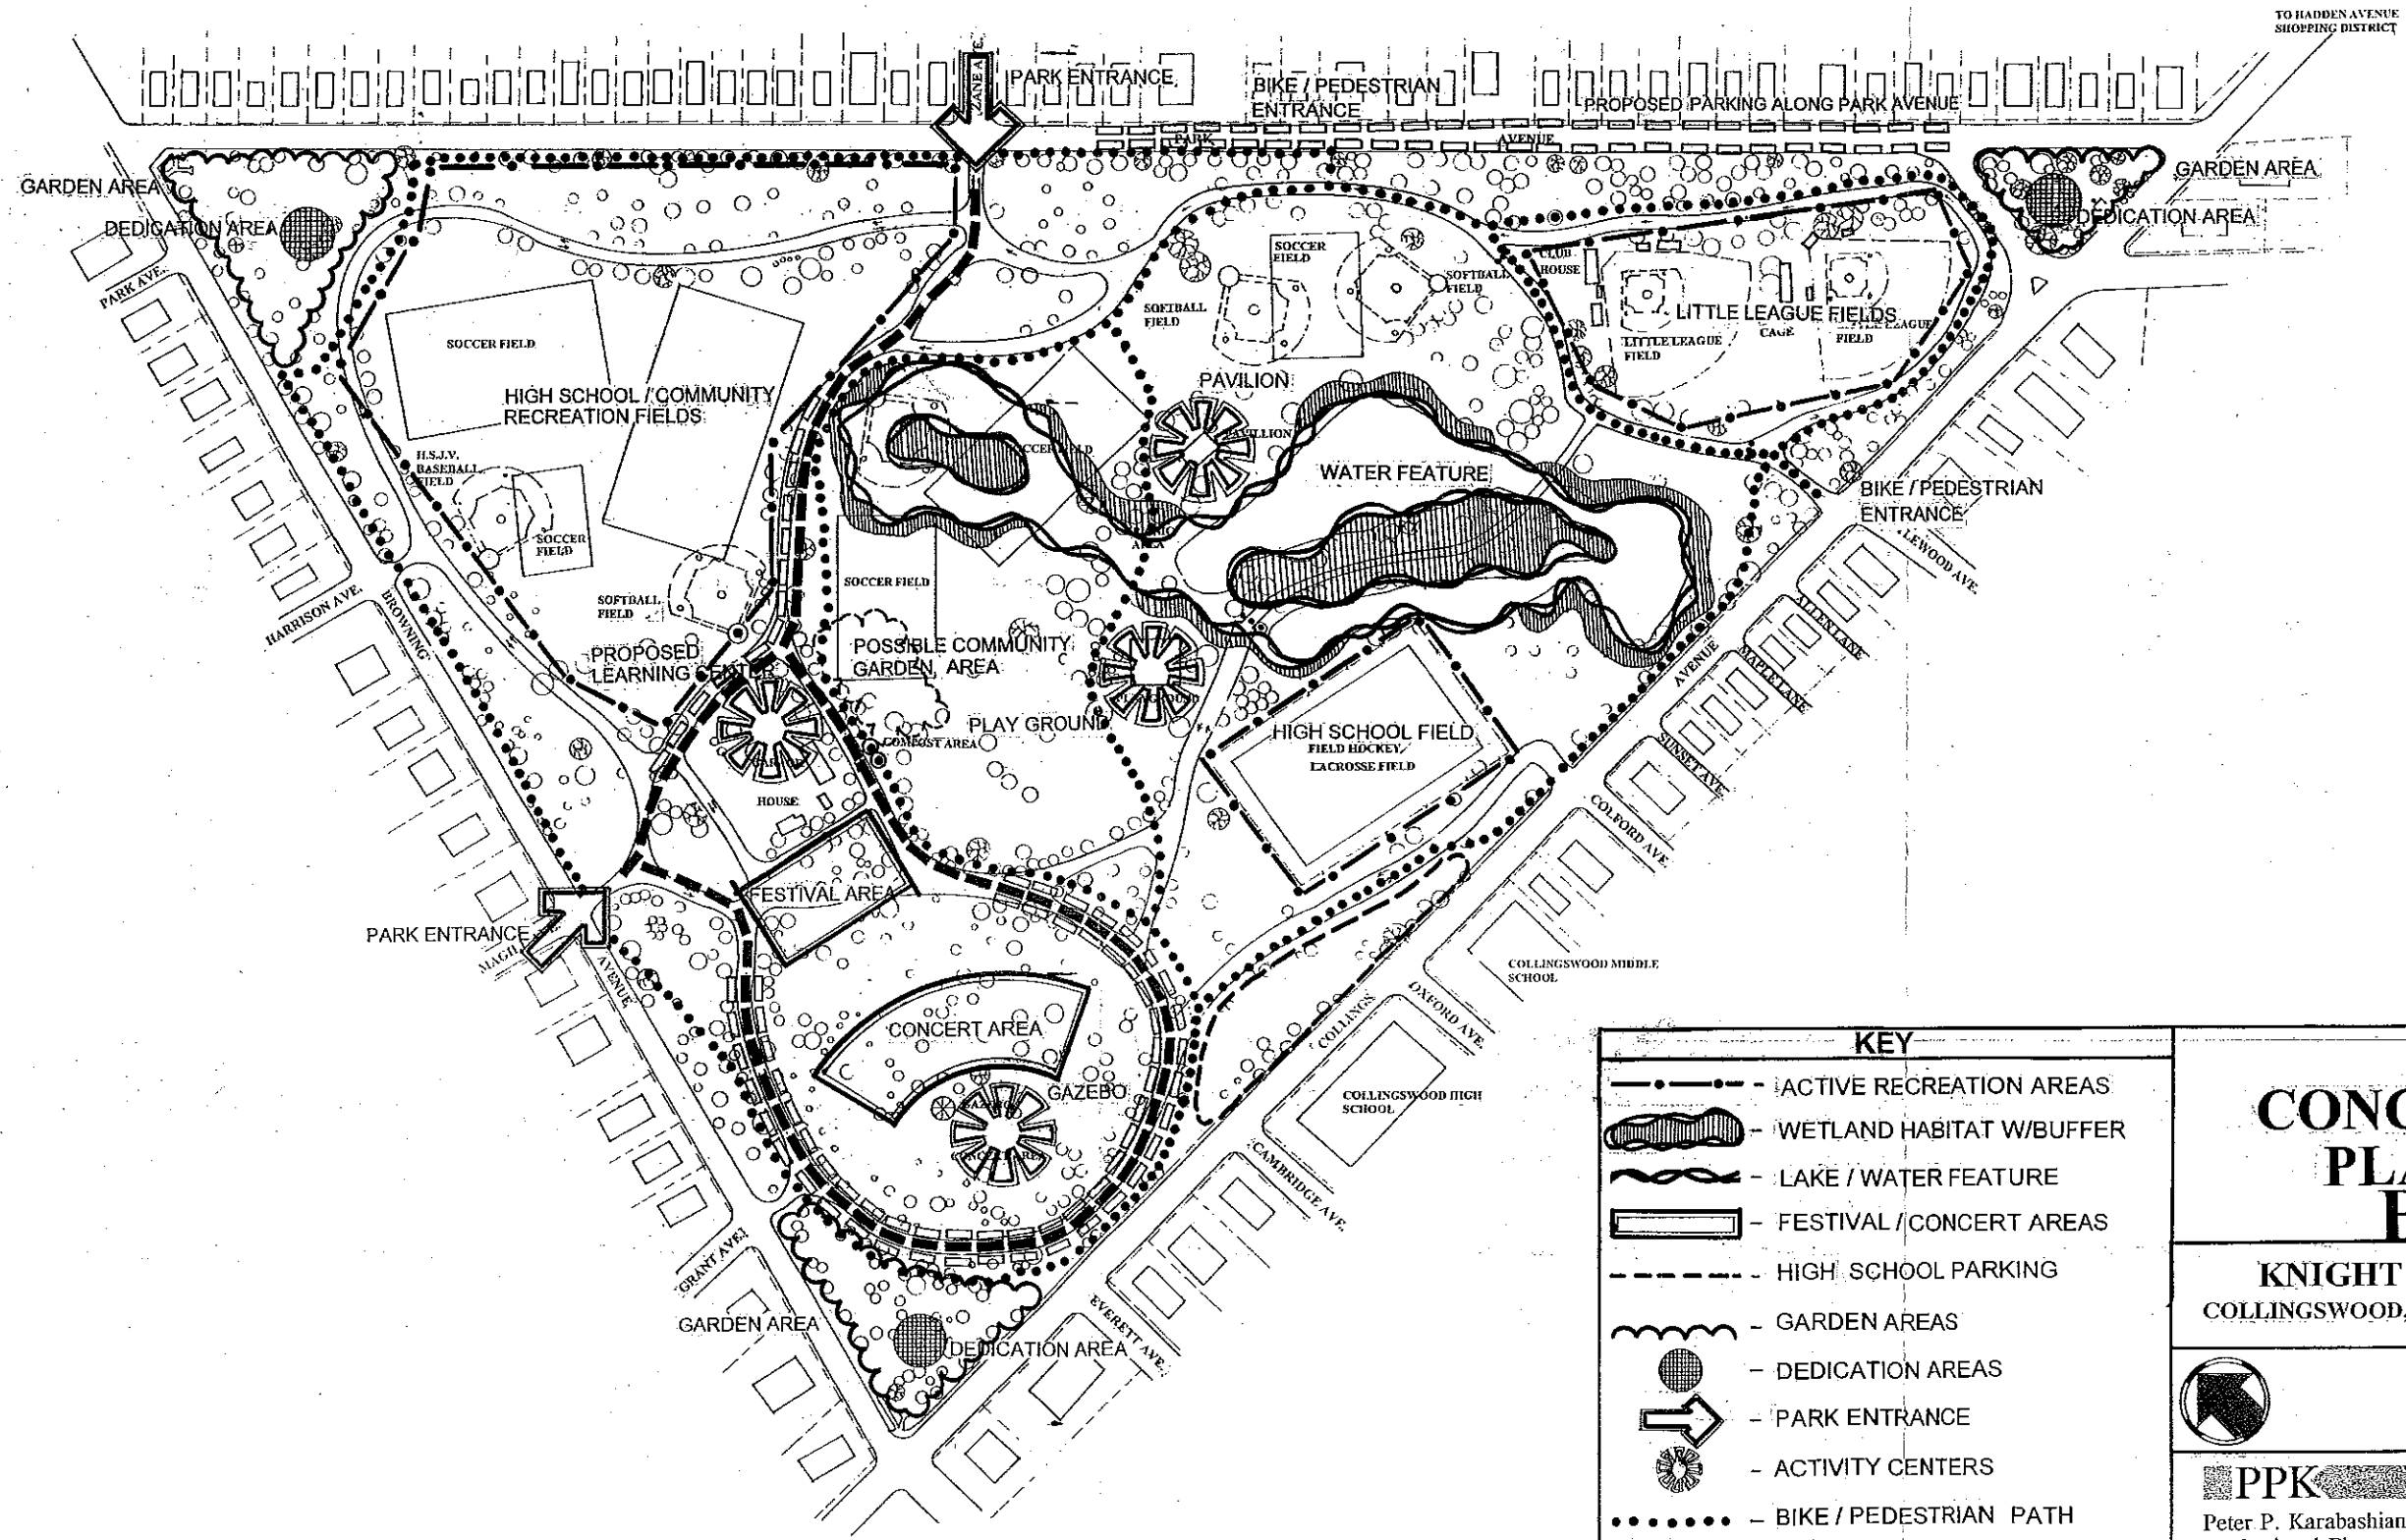 TO HADDEN AVENUE
SHOPPING DISTRICT
ZANE AVE.
PARK ENTRANCE
BIKE / PEDESTRIAN
ENTRANCE
PROPOSED PARKING ALONG PARK AVENUE
PARK
AVENUE
GARDEN AREA
DEDICATION AREA
GARDEN AREA
DEDICATION AREA
PARK AVE.
SOCCER FIELD
HIGH SCHOOL / COMMUNITY
RECREATION FIELDS
H.S.J.V.
BASEBALL
FIELD
SOCCER
FIELD
SOFTBALL
FIELD
SOCCER
FIELD
SOFTBALL
FIELD
SOFTBALL
FIELD
CLUB
HOUSE
LITTLE LEAGUE FIELDS
LITTLE LEAGUE
FIELD
CAGE
LEAGUE
FIELD
PAVILION
PAVILLION
WATER FEATURE
AREA
BIKE / PEDESTRIAN
ENTRANCE
LEWOOD AVE.
ALLEN LANE
MAPLE LANE
SUNSET AVE.
COLFORD AVE.
AVENUE
HARRISON AVE.
BROWNING
SOCCER FIELD
PROPOSED
LEARNING CENTER
POSSIBLE COMMUNITY
GARDEN AREA
PLAY GROUND
PLAYGROUND
COMPOST AREA
HOUSE
HIGH SCHOOL FIELD
FIELD HOCKEY/
LACROSSE FIELD
FESTIVAL AREA
PARK ENTRANCE
AVENUE
CONCERT AREA
GAZEBO
CONCERT AREA
COLLINGSWOOD MIDDLE
SCHOOL
OXFORD AVE.
COLLINGS
COLLINGSWOOD HIGH
SCHOOL
CAMBRIDGE AVE.
EVERETT AVE.
GRANT AVE.
GARDEN AREA
DEDICATION AREA
KEY
- ACTIVE RECREATION AREAS
- WETLAND HABITAT W/BUFFER
- LAKE / WATER FEATURE
- FESTIVAL / CONCERT AREAS
- HIGH SCHOOL PARKING
- GARDEN AREAS
- DEDICATION AREAS
- PARK ENTRANCE
- ACTIVITY CENTERS
- BIKE / PEDESTRIAN PATH
KNIGHT
COLLINGSWOOD,
PPK
Peter P. Karabashian